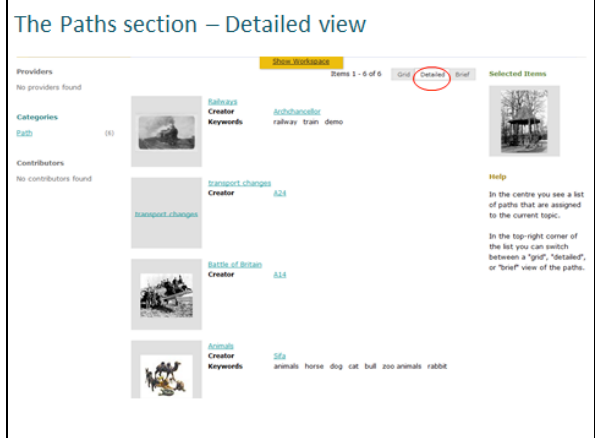 The Paths section – Detailed view
Show Workspace
Providers
No providers found
Categories
Path (6)
Contributors
No contributors found
Items 1 - 6 of 6 Grid Detailed Brief
Railways
Creator Archchancellor
Keywords railway train demo
transport changes
transport changes
Creator A24
Battle of Britain
Creator A14
Animals
Creator Sifa
Keywords animals horse dog cat bull zoo animals rabbit
Selected Items
Help
In the centre you see a list
of paths that are assigned
to the current topic.
In the top-right corner of
the list you can switch
between a "grid", "detailed",
or "brief" view of the paths.